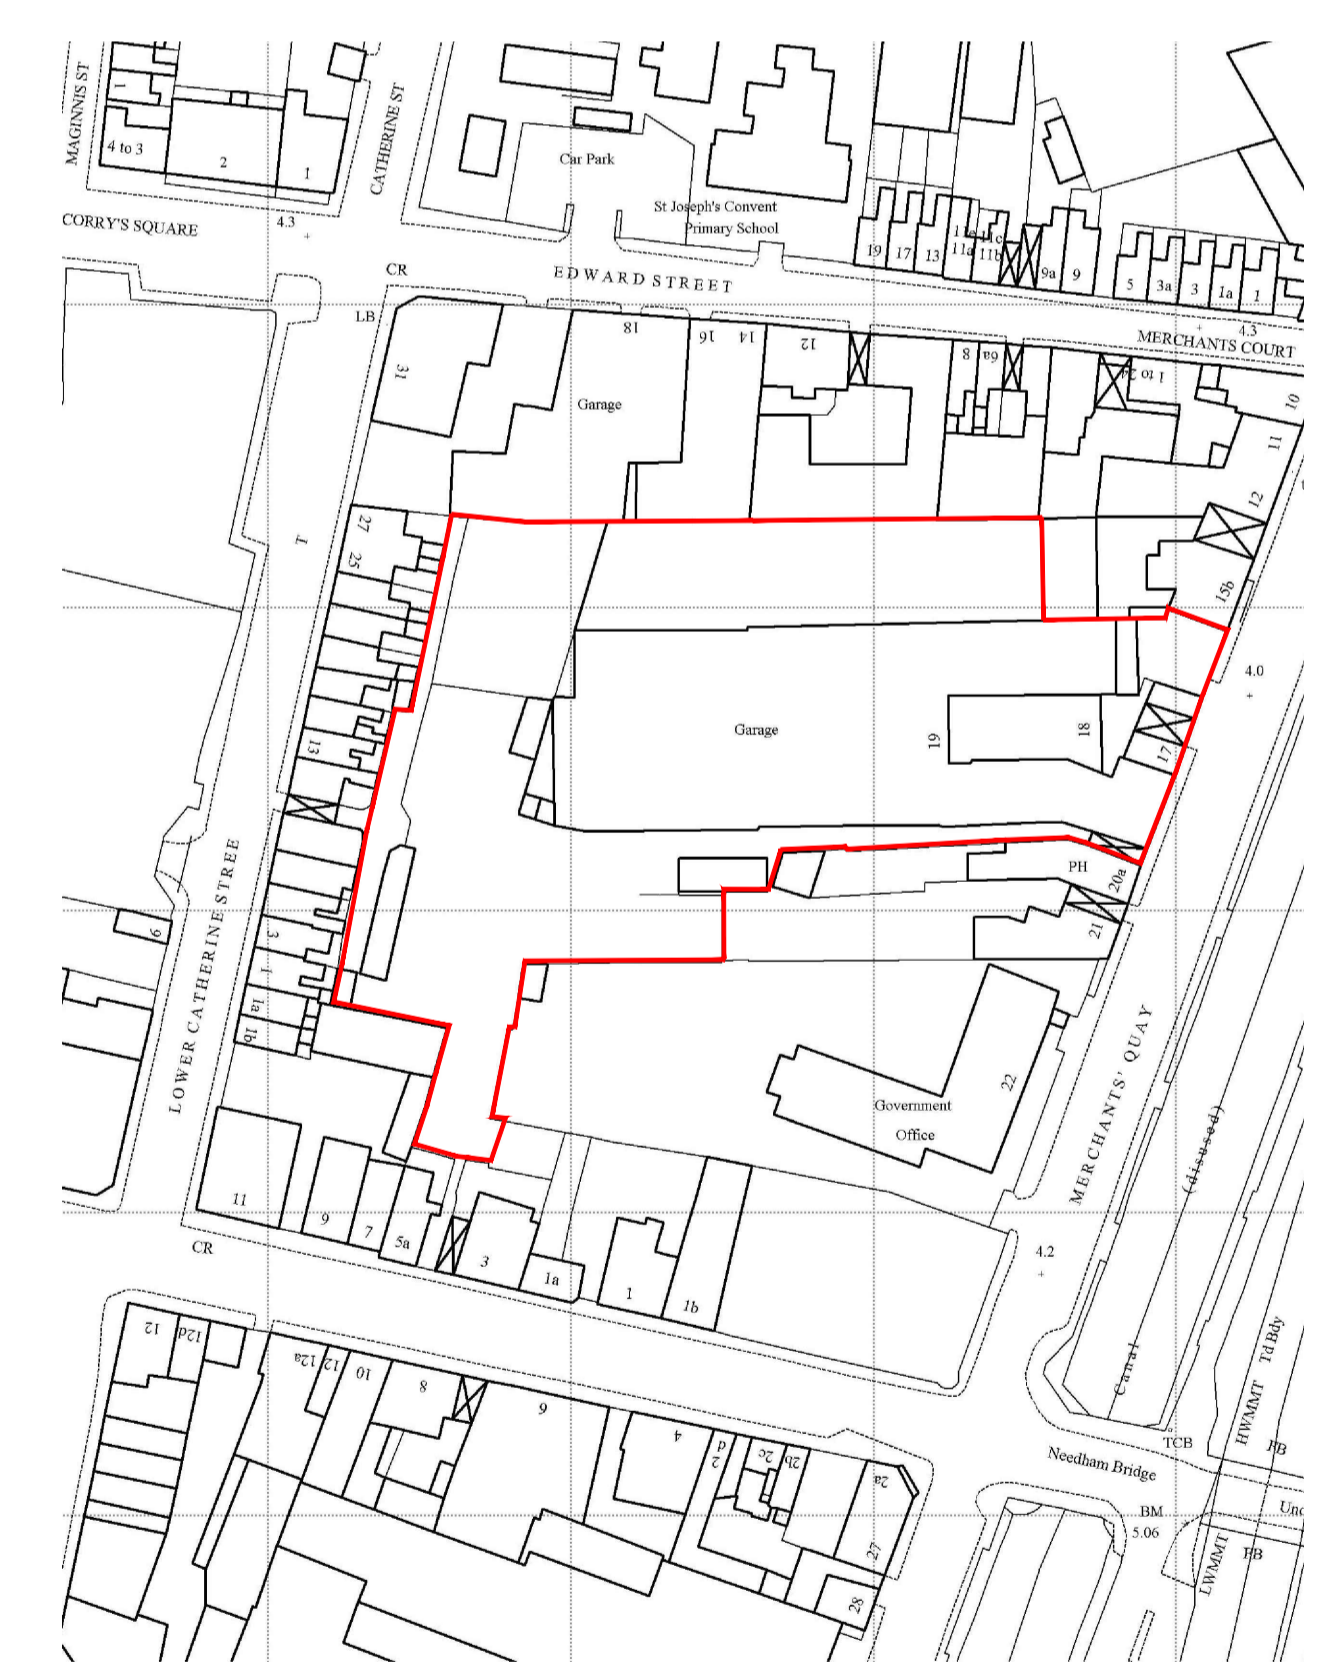 MAGINNIS ST
1
4 to 3
2
1
CATHERINE ST
CORRY'S SQUARE
4.3
Car Park
St Joseph's Convent
Primary School
19
17
13
11e
11a
11c
11b
9a
9
5
3a
3
1a
1
CR
EDWARD STREET
4.3
MERCHANTS COURT
LB
31
18
16
14
12
8
6a
1 to 24
10
11
12
Garage
27
25
T
15b
4.0
13
Garage
19
18
17
PH
20a
21
LOWER CATHERINE STREE
9
3
1
1a
1b
MERCHANTS' QUAY
22
Government
Office
(disused)
11
9
7
5a
3
1a
1
1b
CR
4.2
Canal
12
12d
12a
12
10
8
6
4
2
d
2c
2b
2a
27
28
HWMMT
Td Bdy
TCB
FB
Needham Bridge
BM
5.06
Und
LWMMT
FB